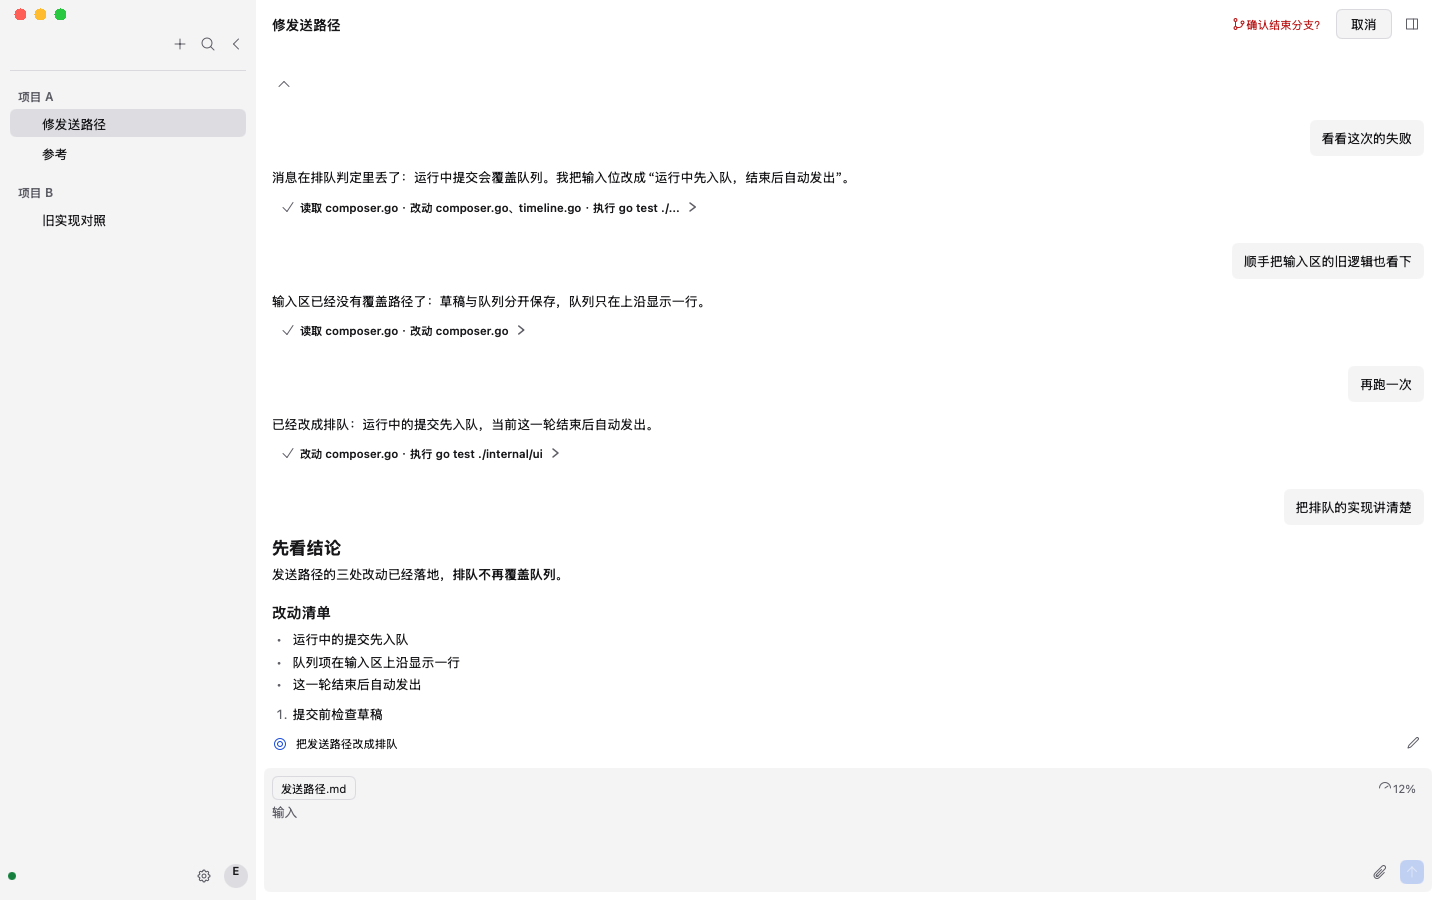 修发送路径
确认结束分支?
取消
项目 A
修发送路径
参考
项目 B
旧实现对照
看看这次的失败
消息在排队判定里丢了：运行中提交会覆盖队列。我把输入位改成“运行中先入队，结束后自动发出”。
读取 composer.go · 改动 composer.go、timeline.go · 执行 go test ./...
顺手把输入区的旧逻辑也看下
输入区已经没有覆盖路径了：草稿与队列分开保存，队列只在上沿显示一行。
读取 composer.go · 改动 composer.go
再跑一次
已经改成排队：运行中的提交先入队，当前这一轮结束后自动发出。
改动 composer.go · 执行 go test ./internal/ui
把排队的实现讲清楚
先看结论
发送路径的三处改动已经落地，排队不再覆盖队列。
改动清单
• 运行中的提交先入队
• 队列项在输入区上沿显示一行
• 这一轮结束后自动发出
1. 提交前检查草稿
把发送路径改成排队
发送路径.md
12%
输入
E